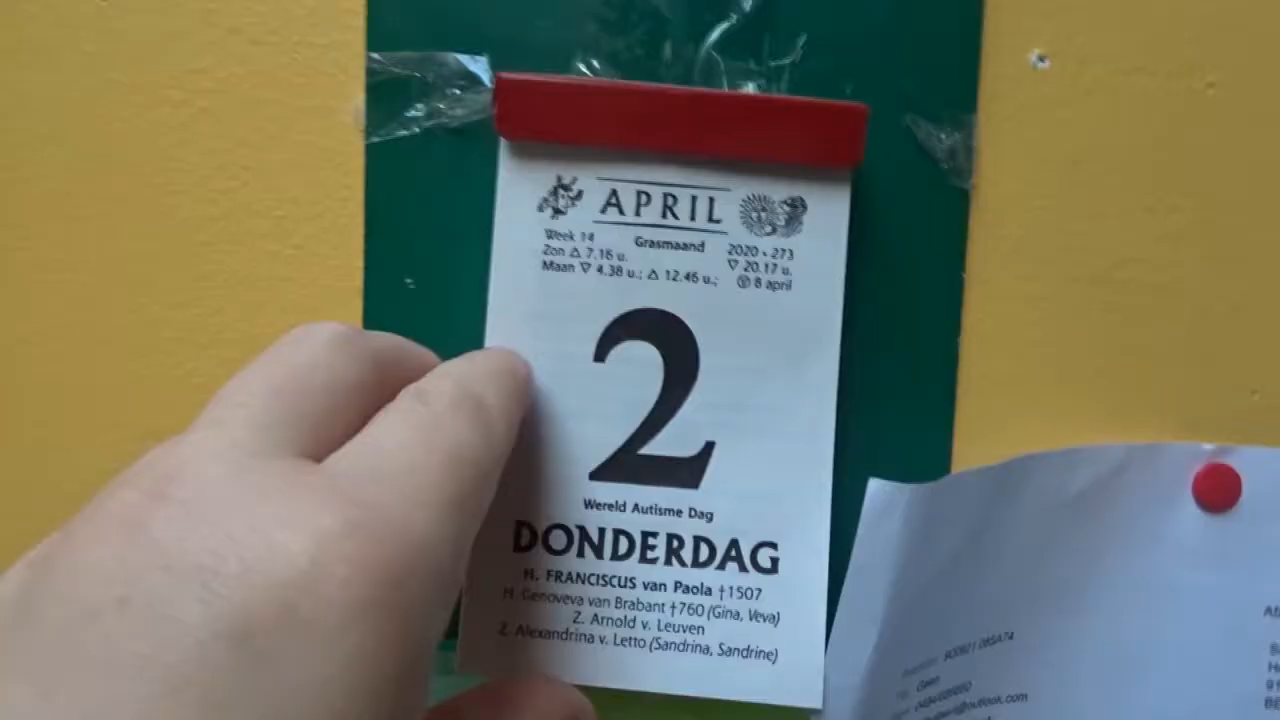 APRIL
Week 14 Grasmaand 2020 - 273
Zon △ 7.16 u. ▽ 20.17 u.
Maan ▽ 4.38 u.; △ 12.46 u.; 8 april
2
Wereld Autisme Dag
DONDERDAG
H. FRANCISCUS van Paola †1507
H. Genoveva van Brabant †760 (Gina, Veva)
Z. Arnold v. Leuven
Z. Alexandrina v. Letto (Sandrina, Sandrine)